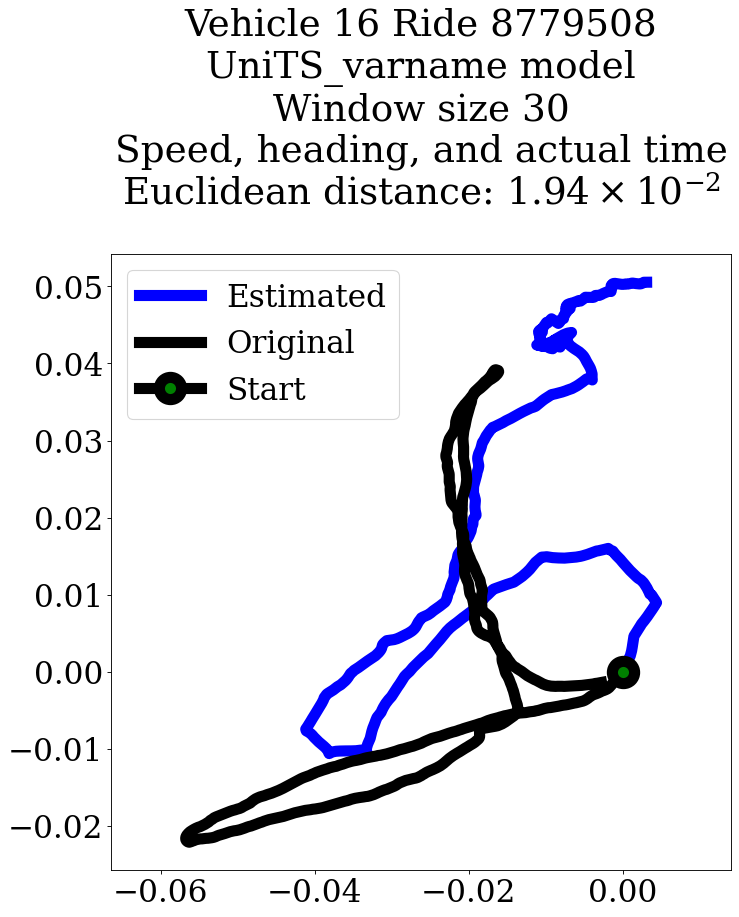 Vehicle 16 Ride 8779508
UniTS_varname model
Window size 30
Speed, heading, and actual time
Euclidean distance: 1.94 × 10⁻²
Estimated
Original
Start
0.05
0.04
0.03
0.02
0.01
0.00
−0.01
−0.02
−0.06 −0.04 −0.02 0.00